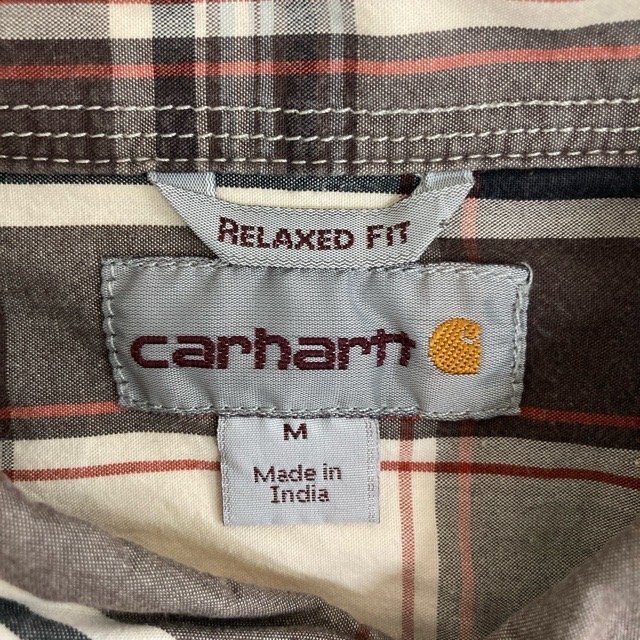 RELAXED FIT
carhartt
M
Made in
India